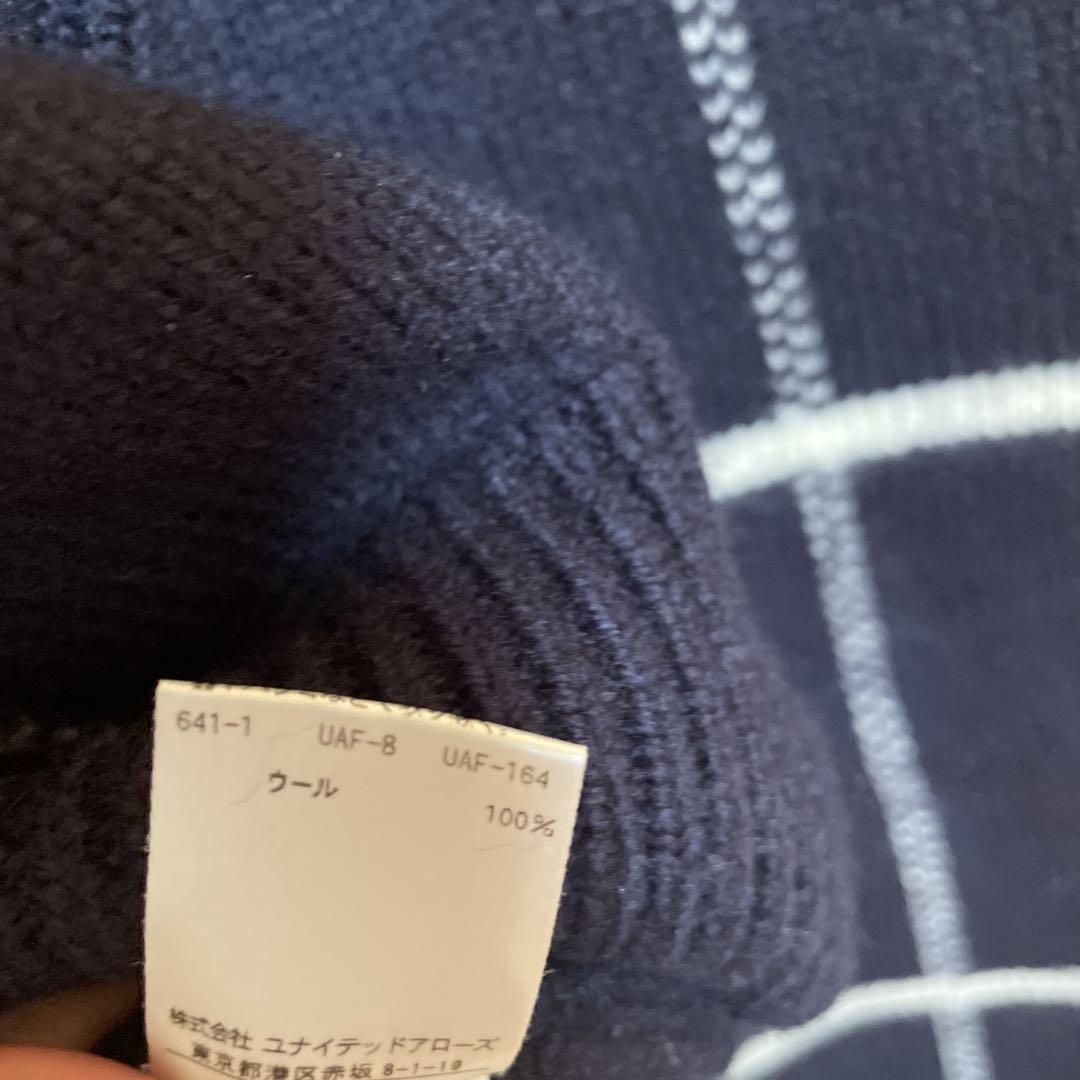 641-1 UAF-8 UAF-164
ウール 100%
株式会社 ユナイテッドアローズ
東京都港区赤坂 8-1-19